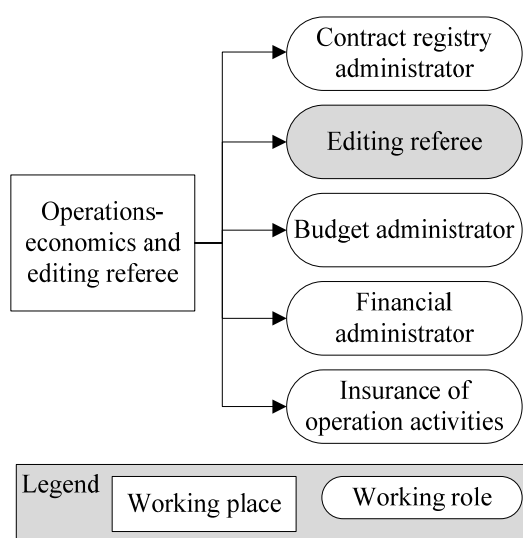 Contract registry
administrator
Editing referee
Operations-
economics and
editing referee
Budget administrator
Financial
administrator
Insurance of
operation activities
Legend
Working place
Working role